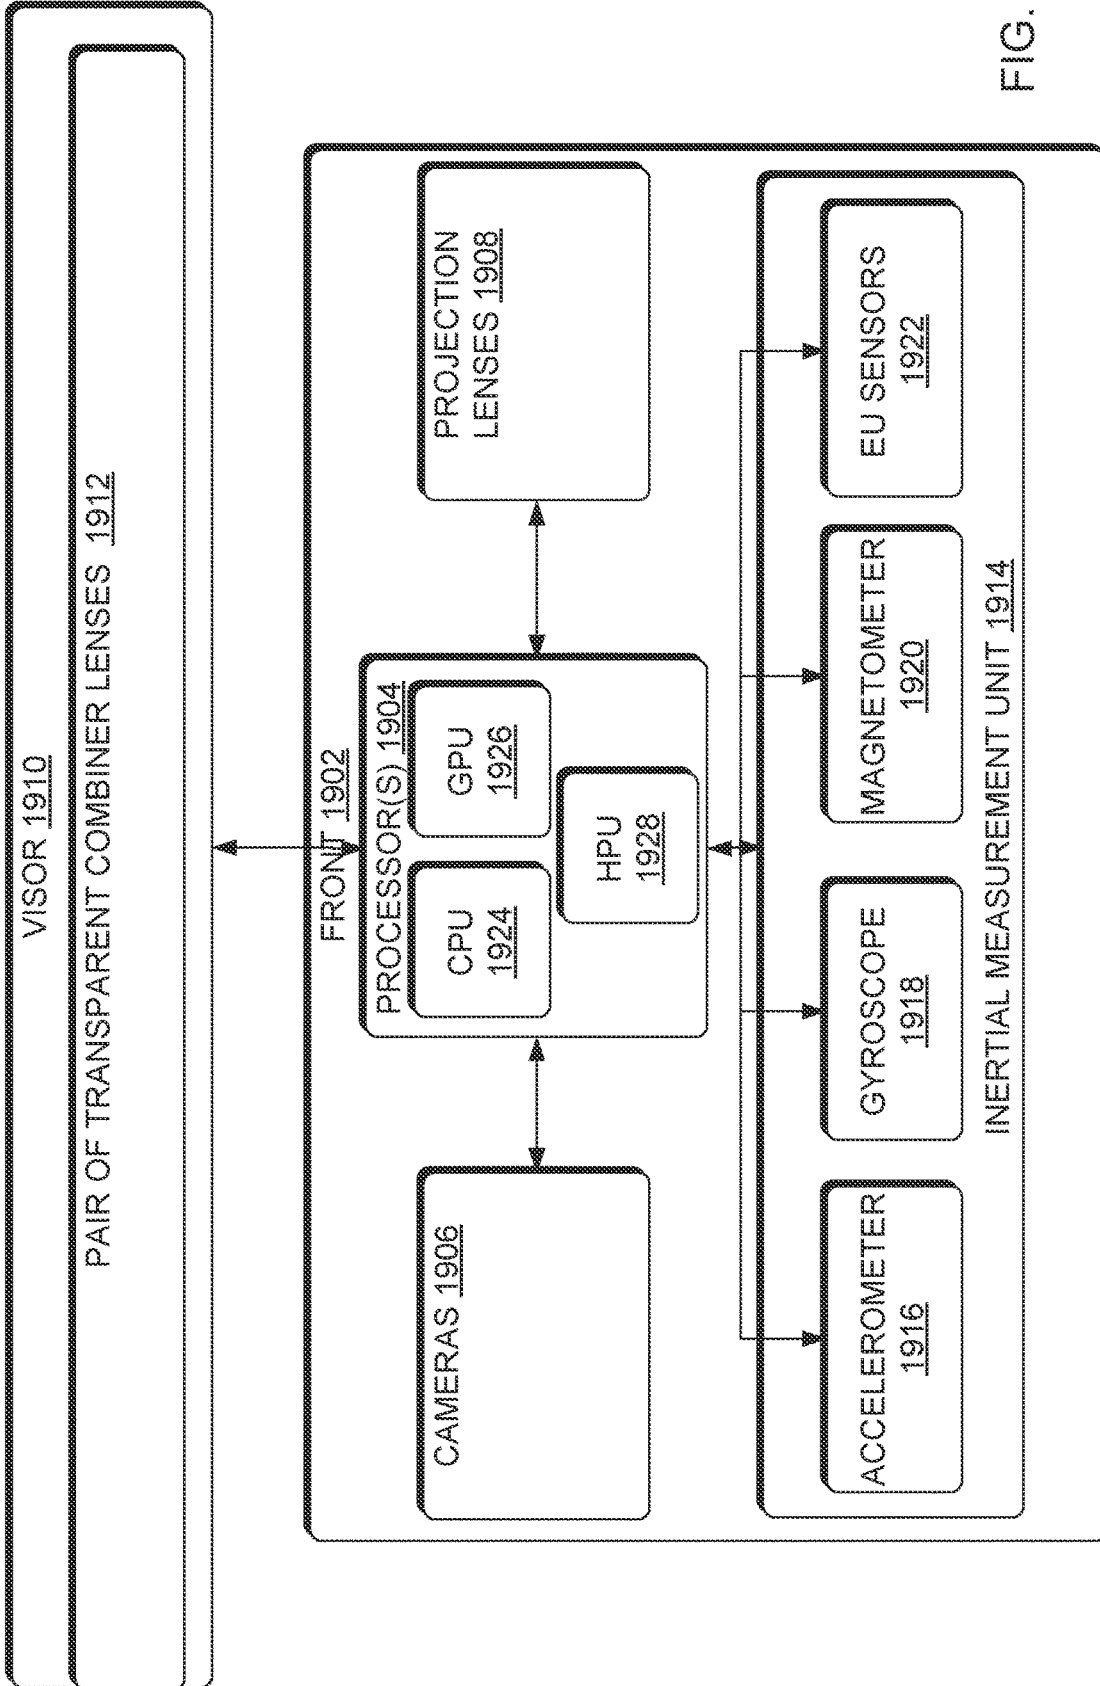 VISOR 1910
PAIR OF TRANSPARENT COMBINER LENSES 1912
FRONT 1902
PROCESSOR(S) 1904
CPU
1924
GPU
1926
HPU
1928
CAMERAS 1906
PROJECTION
LENSES 1908
ACCELEROMETER
1916
GYROSCOPE
1918
MAGNETOMETER
1920
EU SENSORS
1922
INERTIAL MEASUREMENT UNIT 1914
FIG.